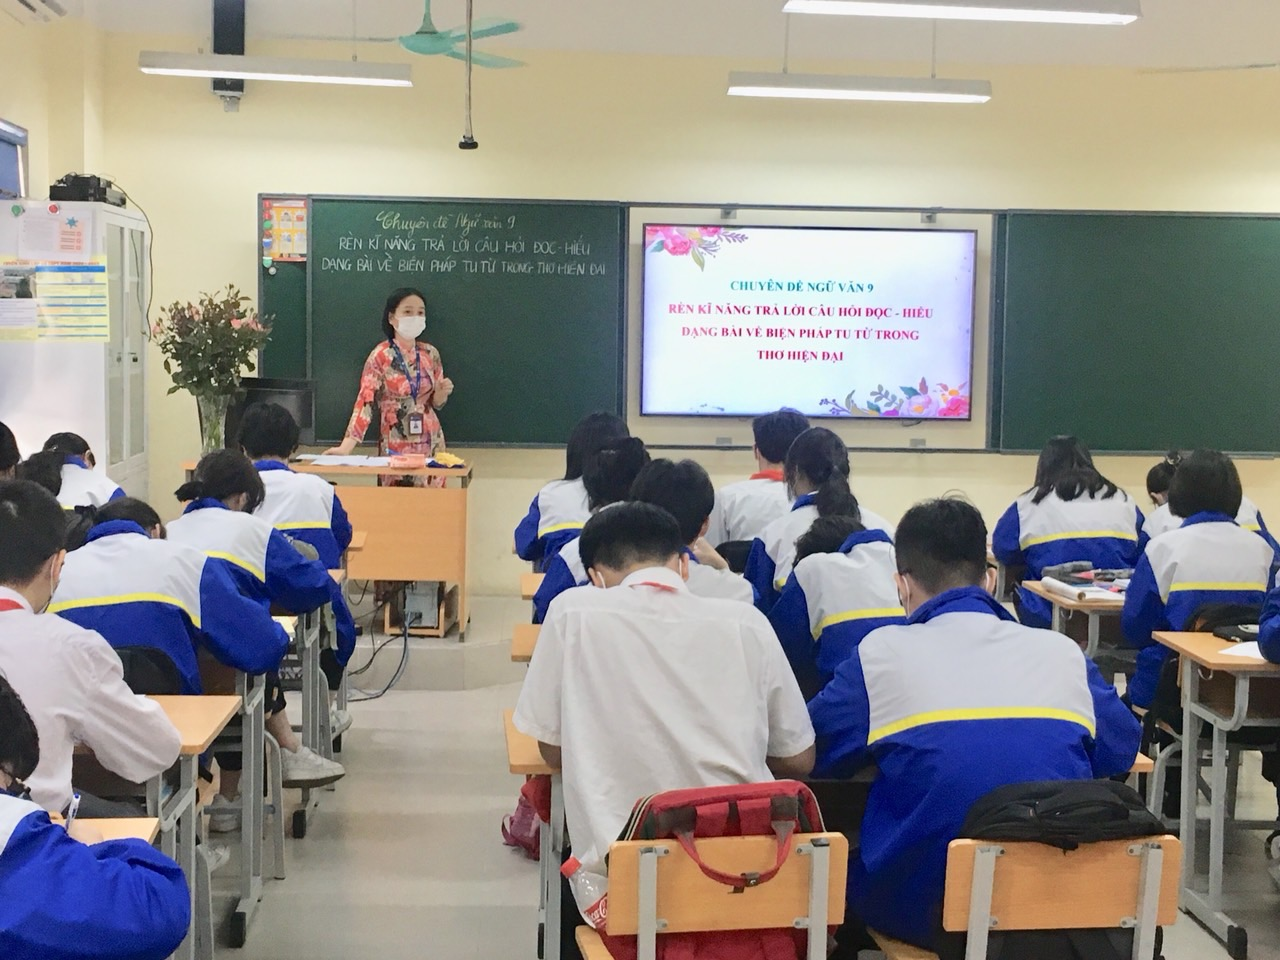 Chuyên đề Ngữ văn 9
RÈN KĨ NĂNG TRẢ LỜI CÂU HỎI ĐỌC-HIỂU
DẠNG BÀI VỀ BIỆN PHÁP TU TỪ TRONG THƠ HIỆN ĐẠI
CHUYÊN ĐỀ NGỮ VĂN 9
RÈN KĨ NĂNG TRẢ LỜI CÂU HỎI ĐỌC - HIỂU
DẠNG BÀI VỀ BIỆN PHÁP TU TỪ TRONG
THƠ HIỆN ĐẠI